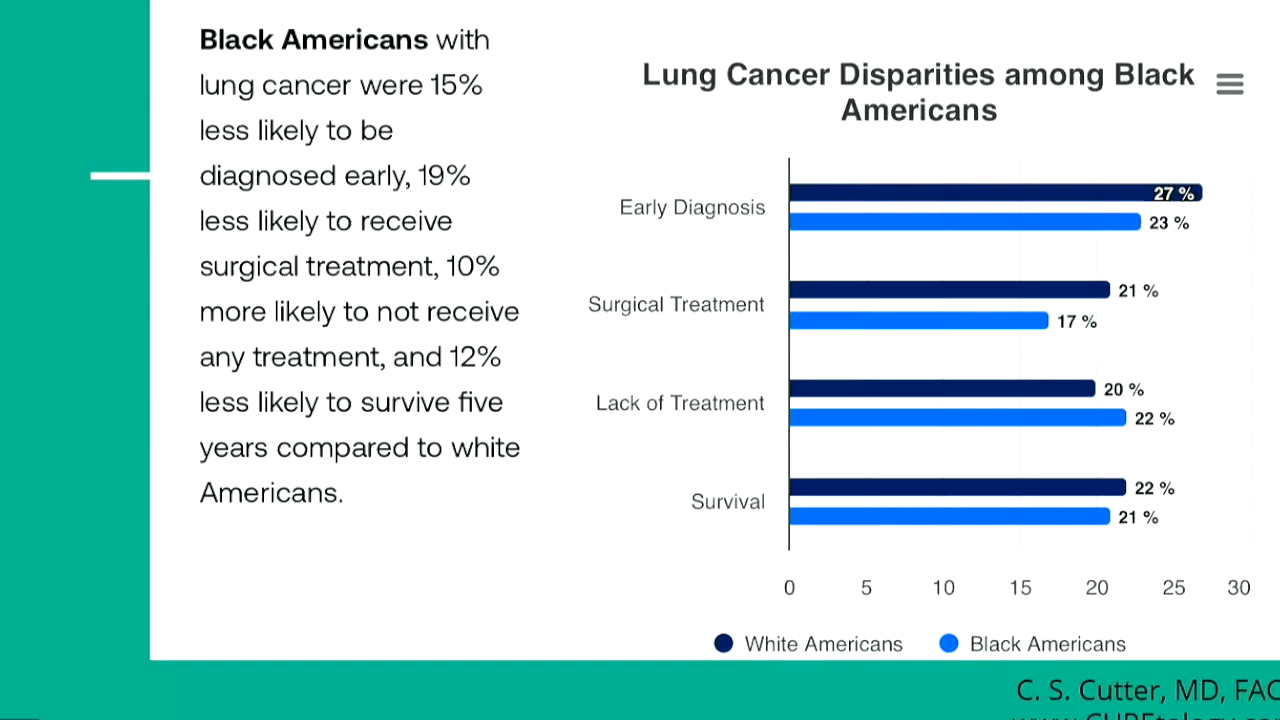 Black Americans with
lung cancer were 15%
less likely to be
diagnosed early, 19%
less likely to receive
surgical treatment, 10%
more likely to not receive
any treatment, and 12%
less likely to survive five
years compared to white
Americans.
Lung Cancer Disparities among Black
Americans
Early Diagnosis
27 %
23 %
Surgical Treatment
21 %
17 %
Lack of Treatment
20 %
22 %
Survival
22 %
21 %
0 5 10 15 20 25 30
White Americans Black Americans
C. S. Cutter, MD, FAC